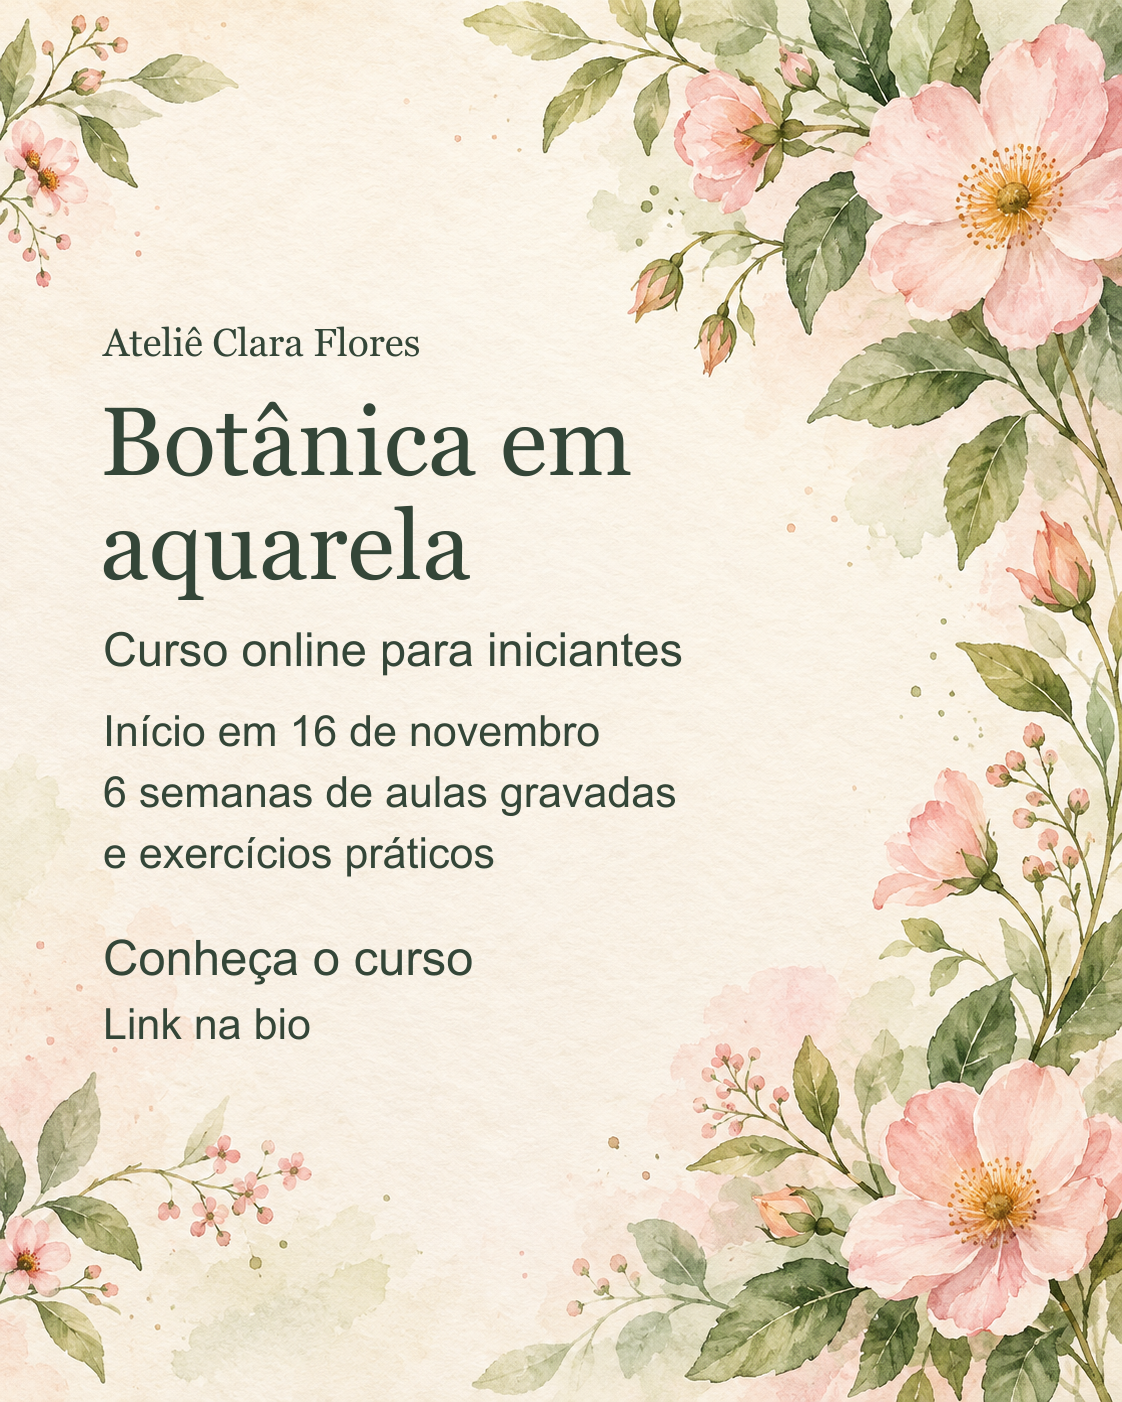 Ateliê Clara Flores
Botânica em
aquarela
Curso online para iniciantes
Início em 16 de novembro
6 semanas de aulas gravadas
e exercícios práticos
Conheça o curso
Link na bio